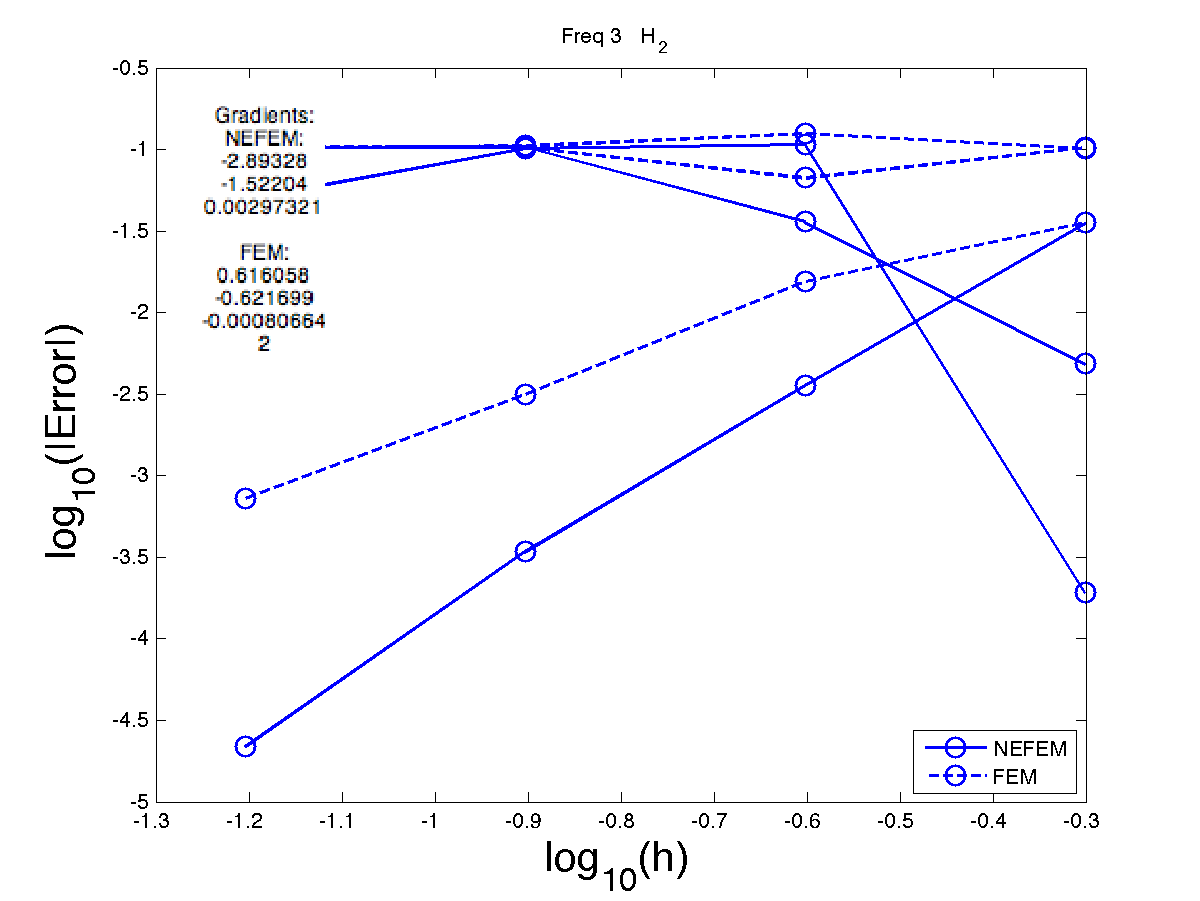 Freq 3 H2
-0.5
-1
-1.5
-2
-2.5
-3
-3.5
-4
-4.5
-5
log10(|Error|)
Gradients:
NEFEM:
-2.89328
-1.52204
0.00297321
FEM:
0.616058
-0.621699
-0.00080664
2
NEFEM
FEM
-1.3 -1.2 -1.1 -1 -0.9 -0.8 -0.7 -0.6 -0.5 -0.4 -0.3
log10(h)